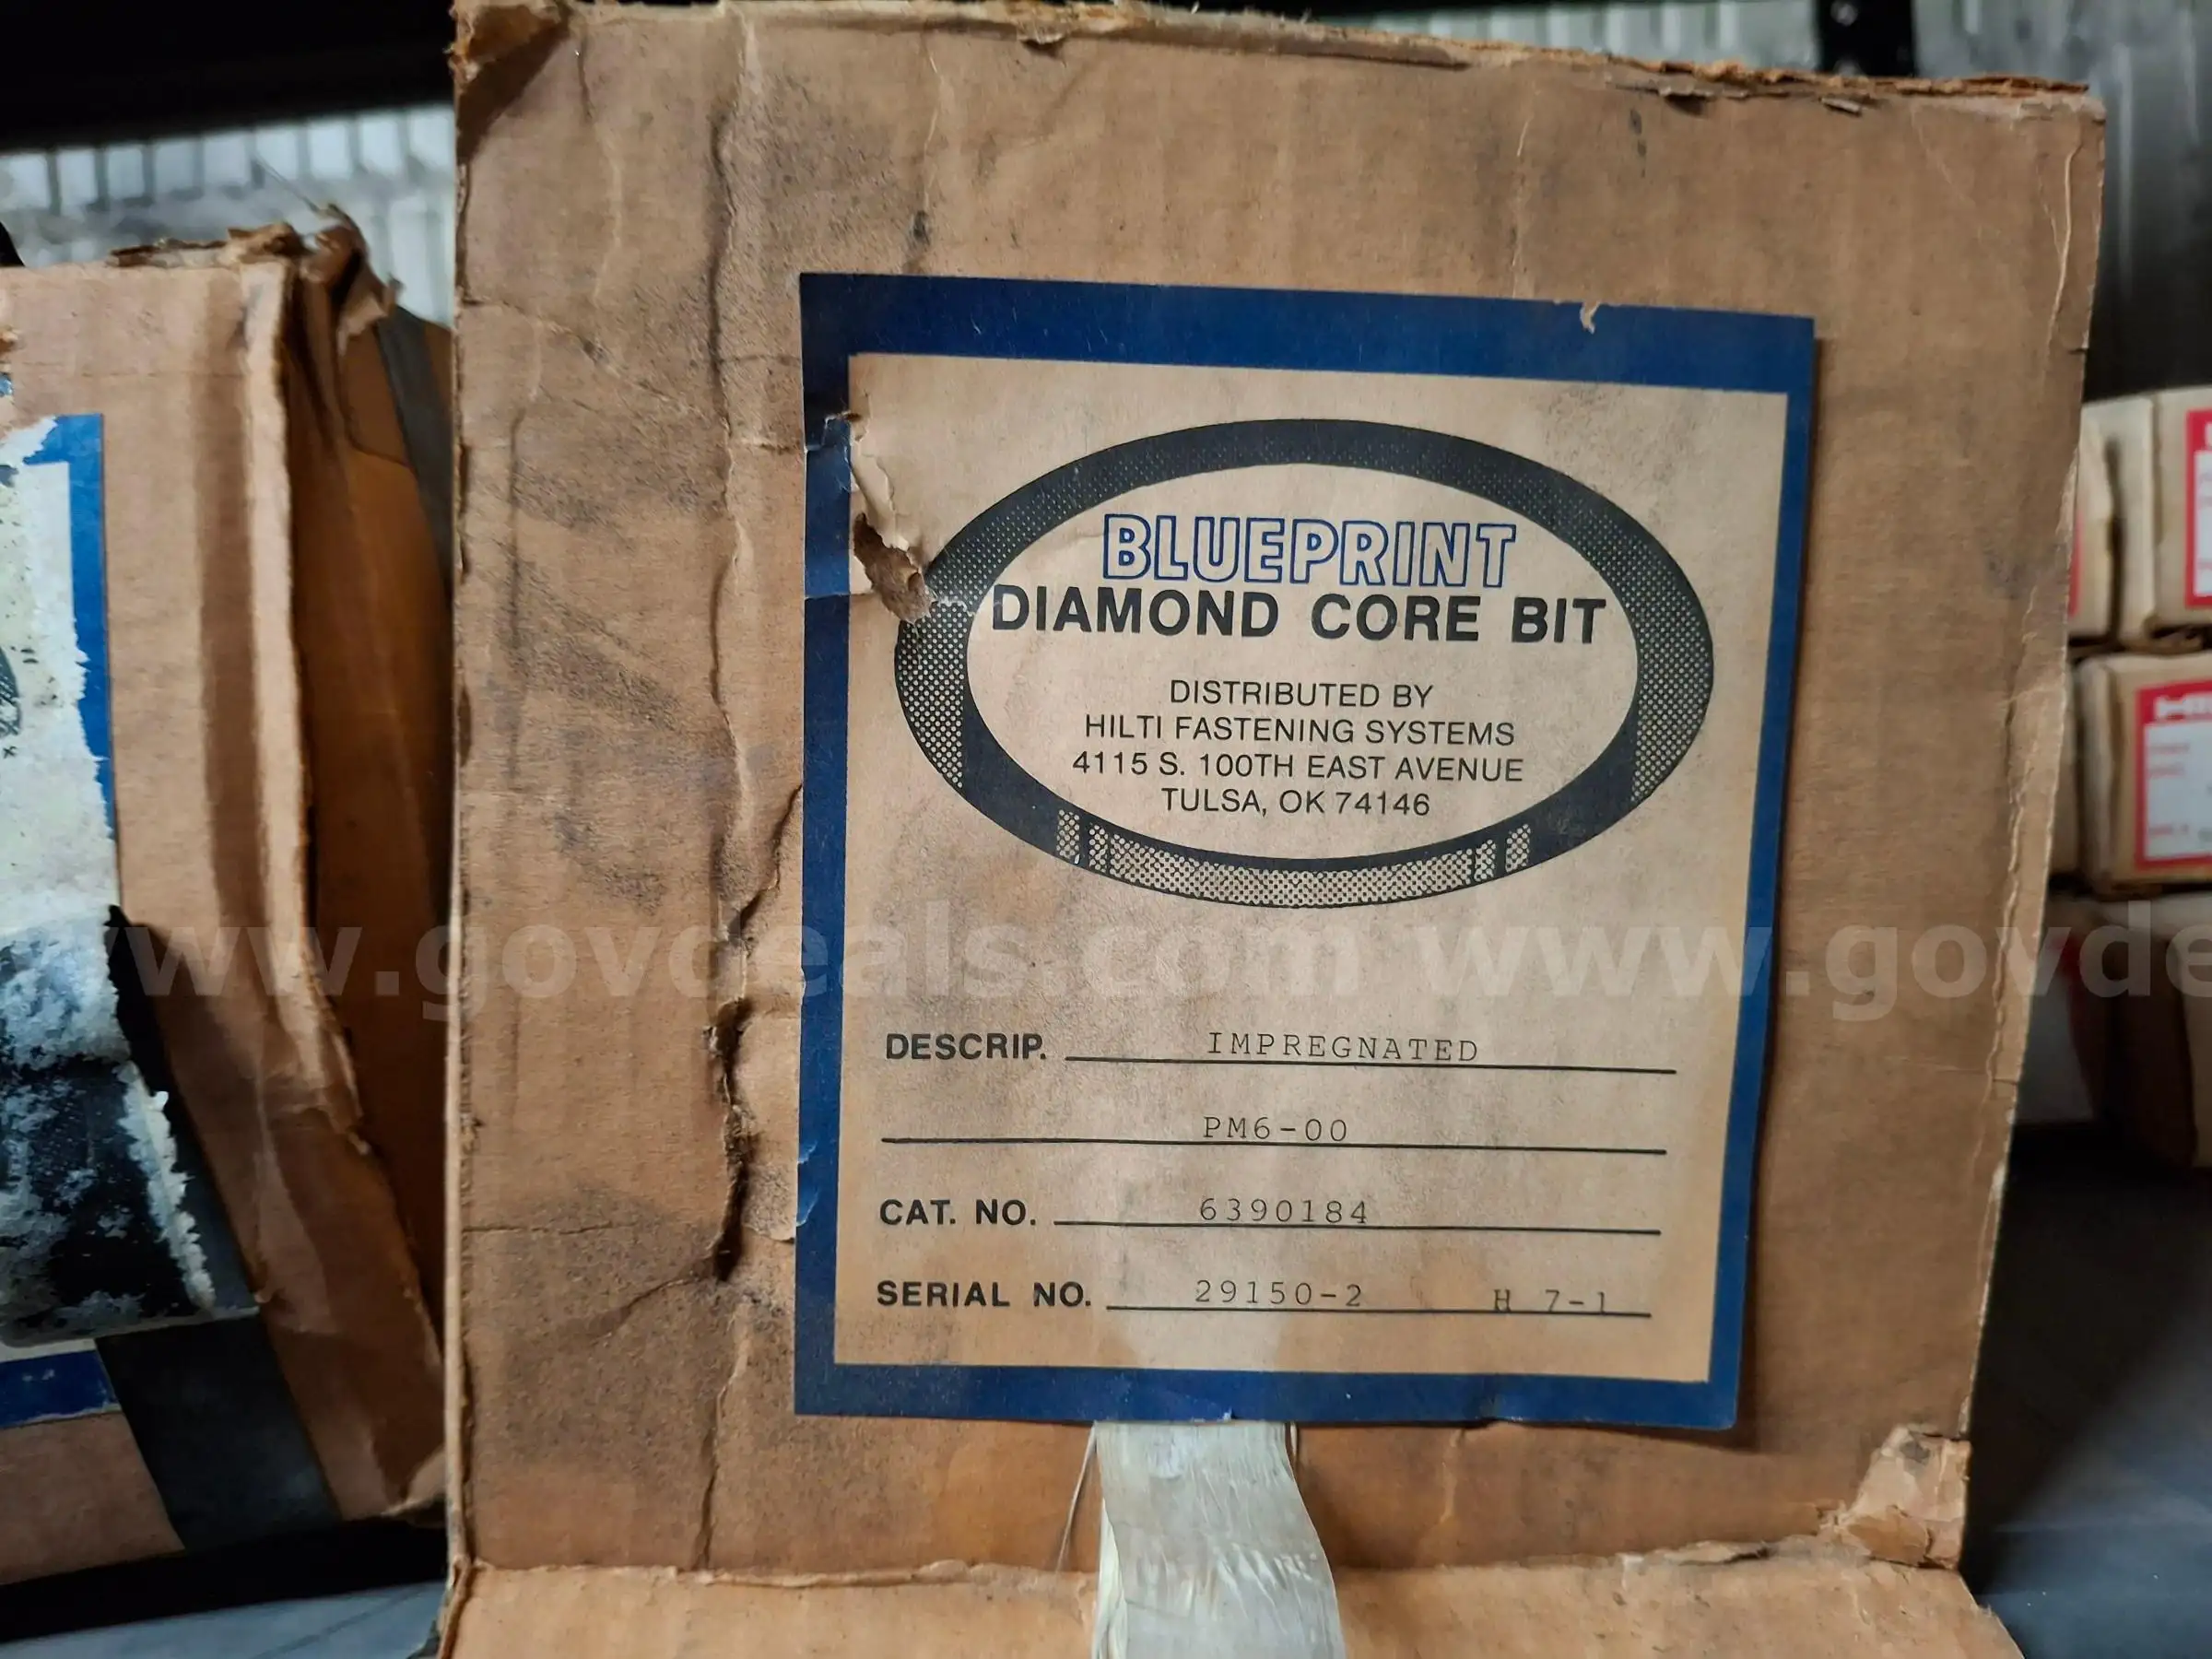 BLUEPRINT
DIAMOND CORE BIT
DISTRIBUTED BY
HILTI FASTENING SYSTEMS
4115 S. 100TH EAST AVENUE
TULSA, OK 74146
www.govdeals.com www.govde
DESCRIP. IMPREGNATED
PM6-00
CAT. NO. 6390184
SERIAL NO. 29150-2 H 7-1